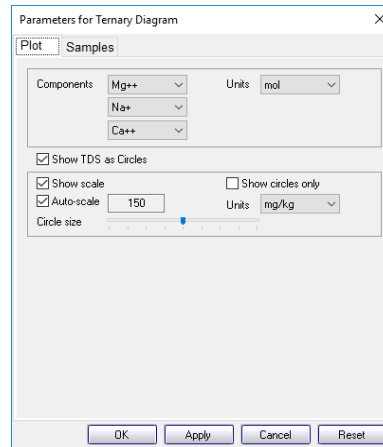 Parameters for Ternary Diagram
Plot Samples
Components Mg++ Units mol
Na+
Ca++
Show TDS as Circles
Show scale Show circles only
Auto-scale 150 Units mg/kg
Circle size
OK Apply Cancel Reset